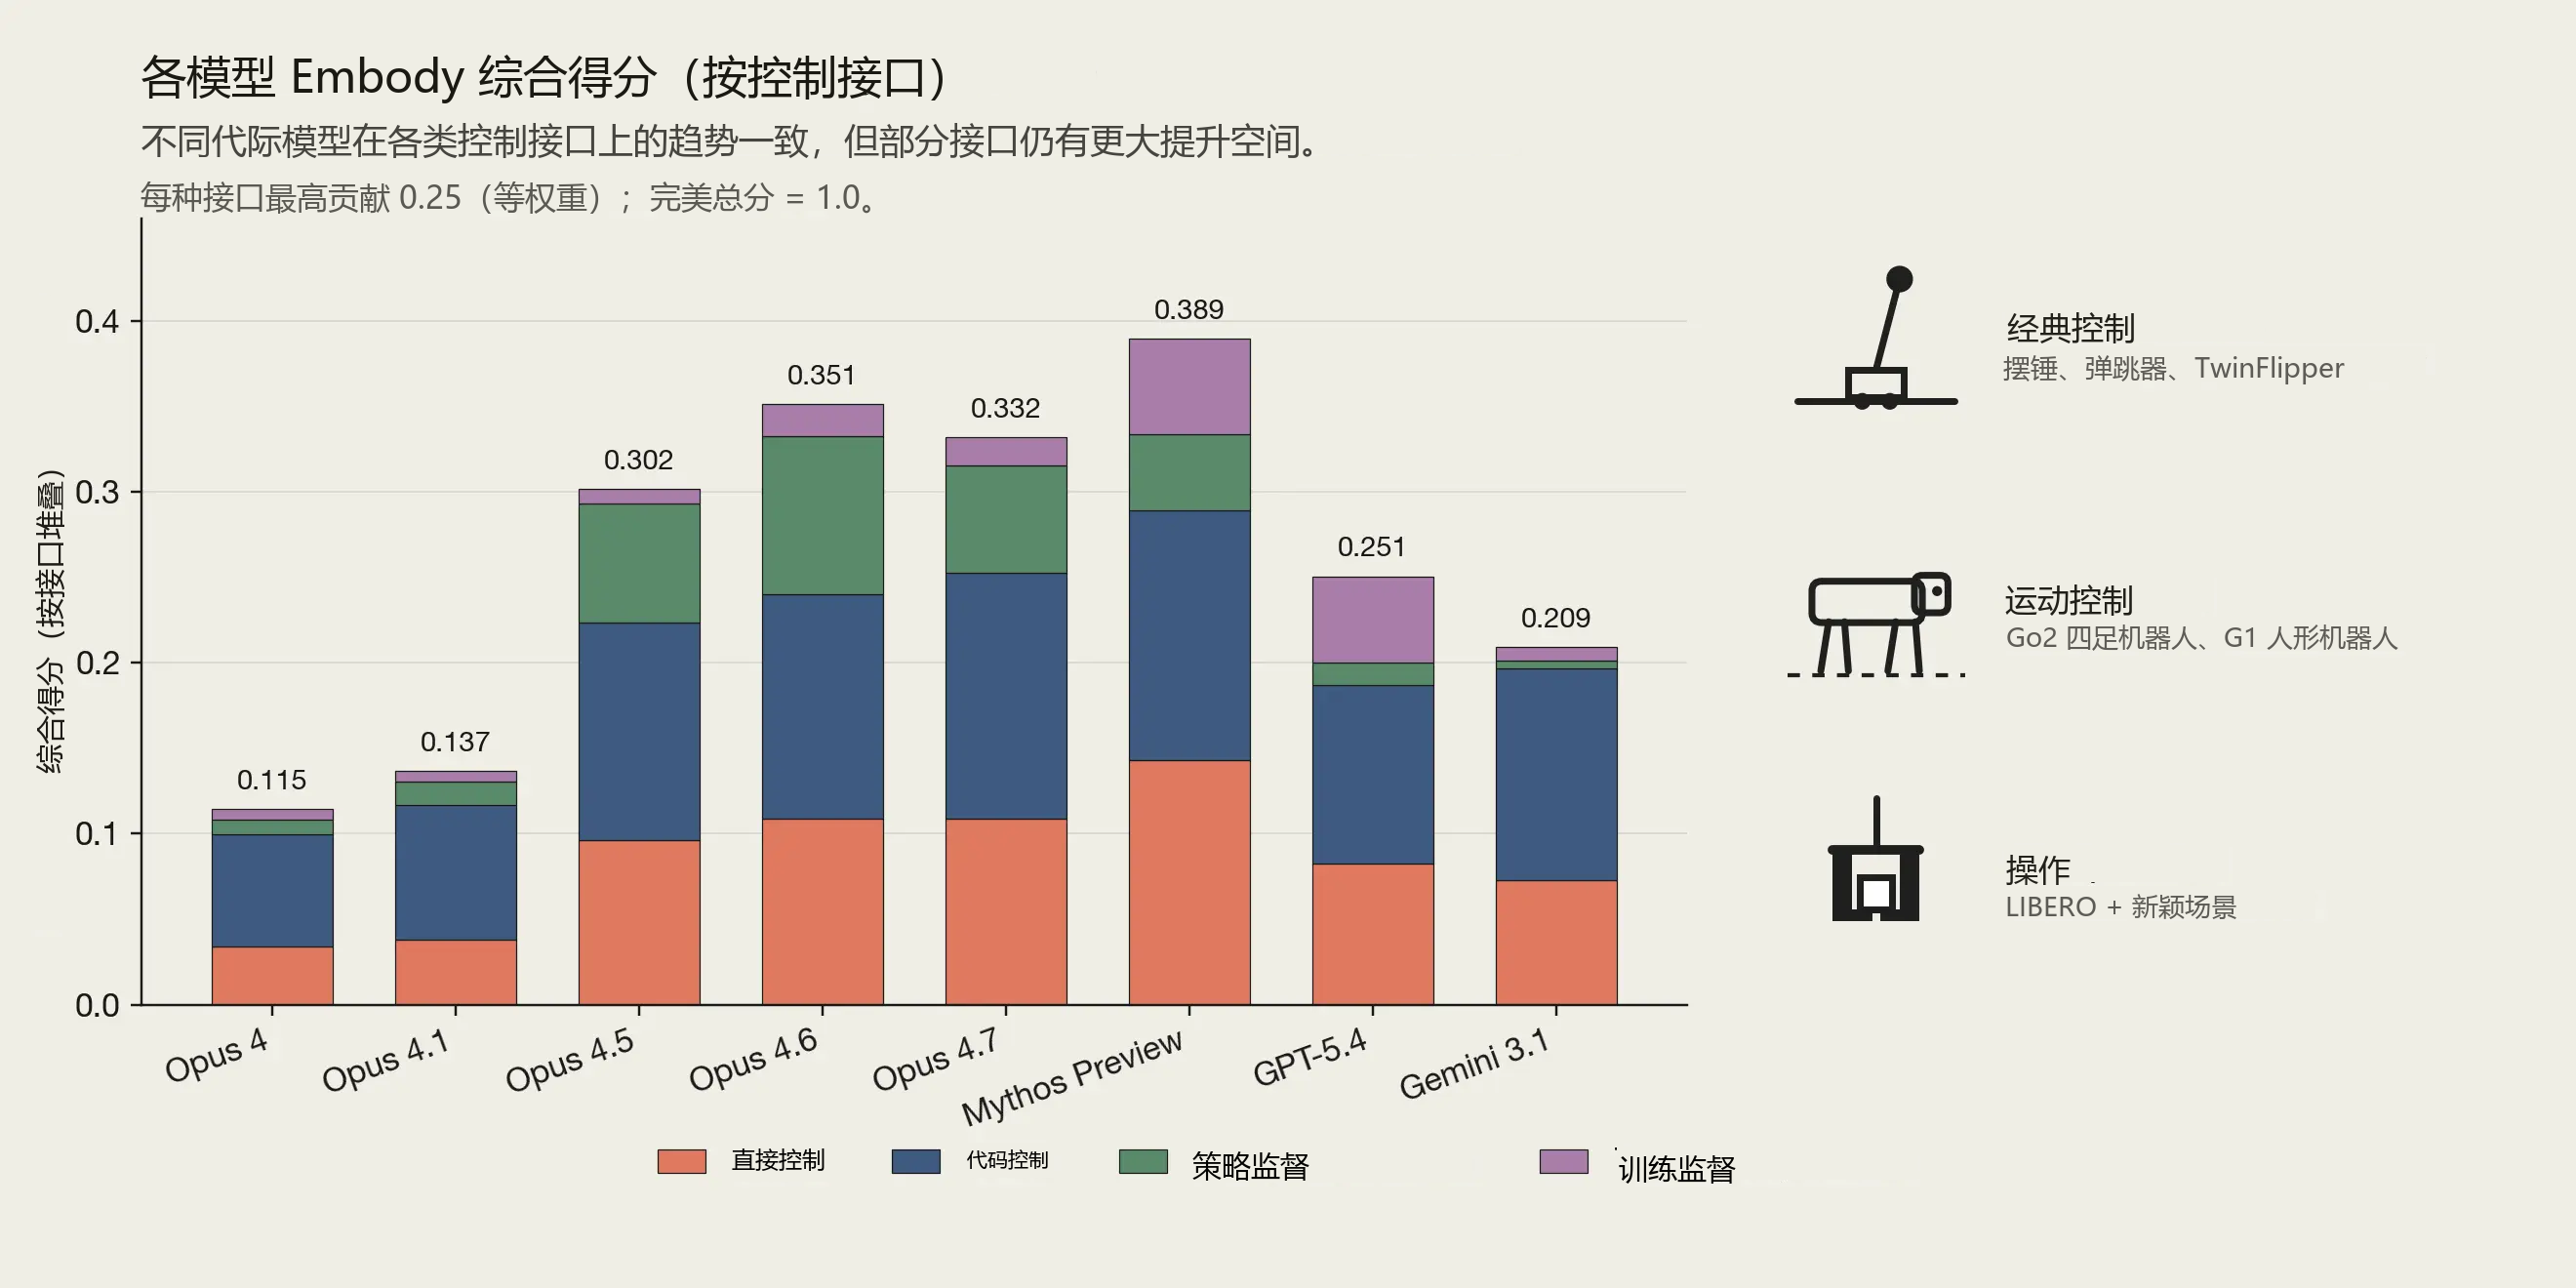 各模型 Embody 综合得分（按控制接口）
不同代际模型在各类控制接口上的趋势一致，但部分接口仍有更大提升空间。
每种接口最高贡献 0.25（等权重）；完美总分 = 1.0。
综合得分（按接口堆叠）
0.4
0.3
0.2
0.1
0.0
0.115
0.137
0.302
0.351
0.332
0.389
0.251
0.209
Opus 4
Opus 4.1
Opus 4.5
Opus 4.6
Opus 4.7
Mythos Preview
GPT-5.4
Gemini 3.1
直接控制
代码控制
策略监督
训练监督
经典控制
摆锤、弹跳器、TwinFlipper
运动控制
Go2 四足机器人、G1 人形机器人
操作
LIBERO + 新颖场景